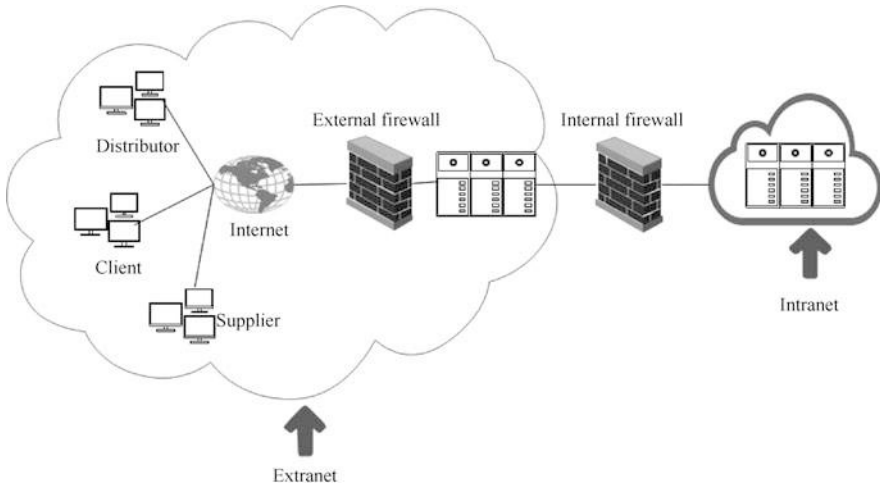 External firewall
Internal firewall
Distributor
Internet
Client
Supplier
Intranet
Extranet